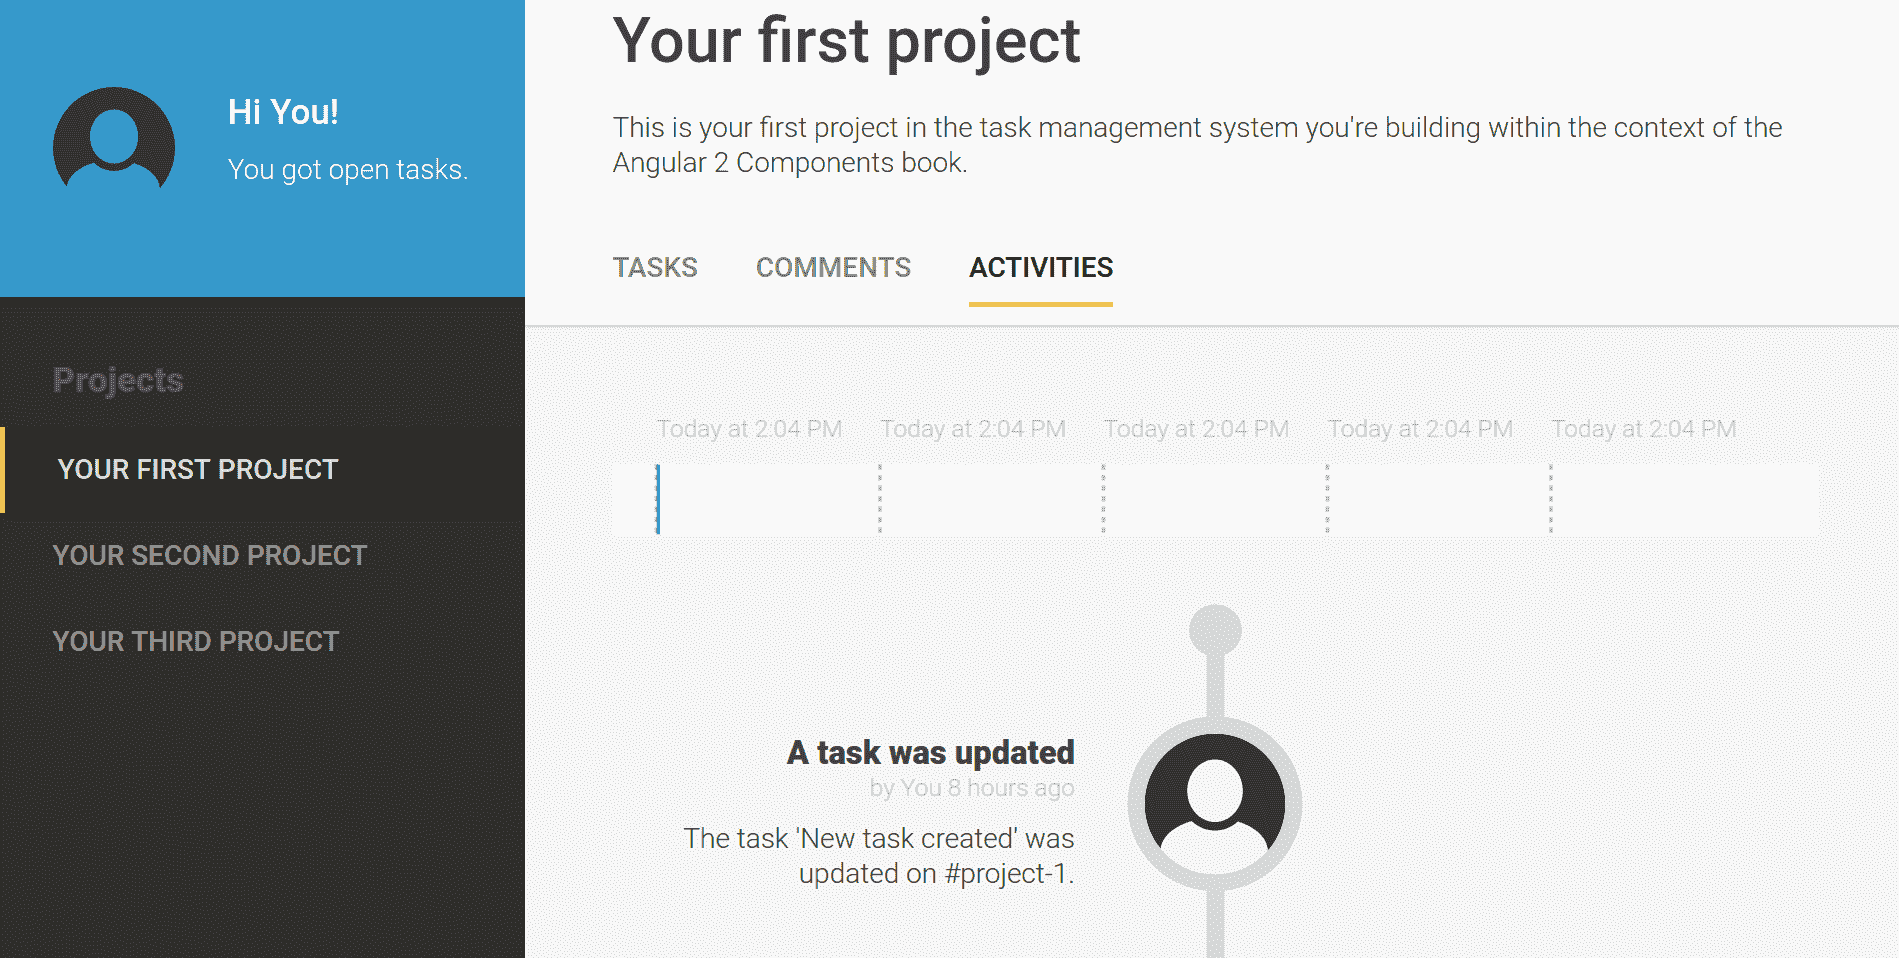 Hi You!
You got open tasks.
Projects
YOUR FIRST PROJECT
YOUR SECOND PROJECT
YOUR THIRD PROJECT
Your first project
This is your first project in the task management system you're building within the context of the
Angular 2 Components book.
TASKS COMMENTS ACTIVITIES
Today at 2:04 PM Today at 2:04 PM Today at 2:04 PM Today at 2:04 PM Today at 2:04 PM
A task was updated
by You 8 hours ago
The task 'New task created' was
updated on #project-1.